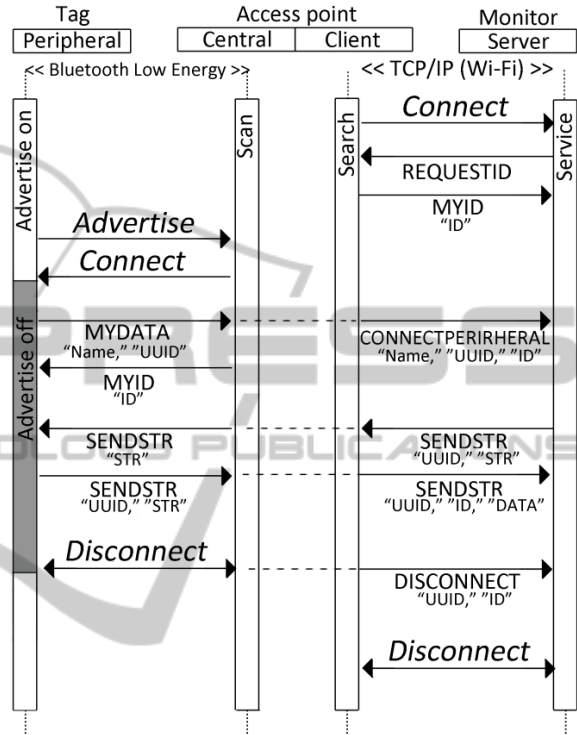 Tag Access point Monitor
Peripheral Central Client Server
<< Bluetooth Low Energy >> << TCP/IP (Wi-Fi) >>
Advertise on
Scan
Search
Service
Connect
REQUESTID
MYID
“ID”
Advertise
Connect
Advertise off
MYDATA
“Name,” ”UUID”
CONNECTPERIRHERAL
“Name,” ”UUID,” ”ID”
MYID
“ID”
SENDSTR
“STR”
SENDSTR
“UUID,” ”STR”
SENDSTR
“UUID,” ”STR”
SENDSTR
“UUID,” ”ID,” ”DATA”
Disconnect
DISCONNECT
“UUID,” ”ID”
Disconnect
PRESS
PUBLICATIONS